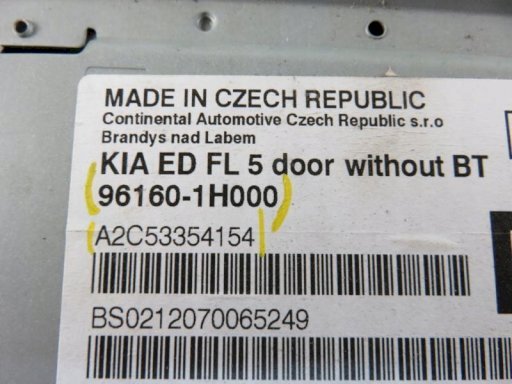 MADE IN CZECH REPUBLIC
Continental Automotive Czech Republic s.r.o
Brandys nad Labem
KIA ED FL 5 door without BT
96160-1H000
A2C53354154
BS0212070065249